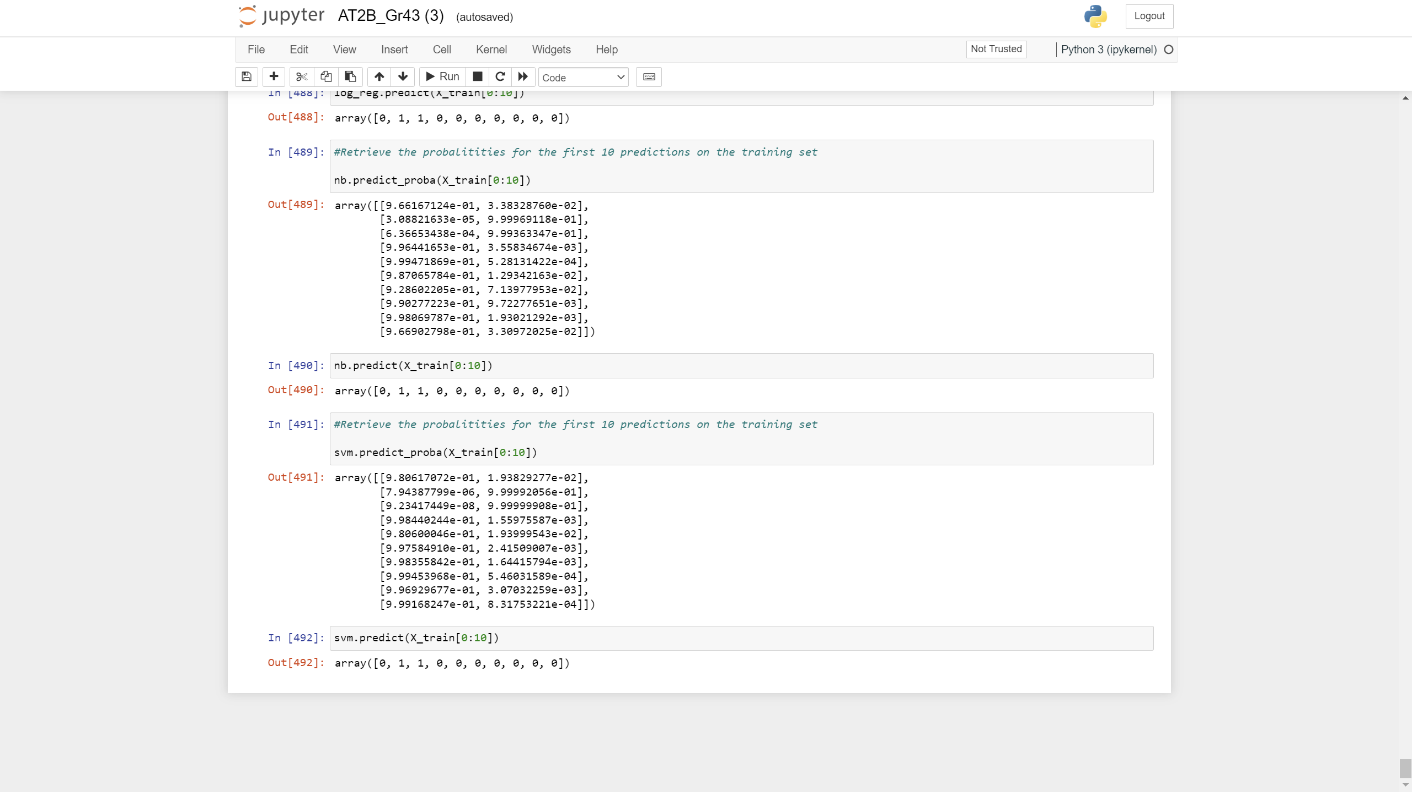 jupyter AT2B_Gr43 (3) (autosaved) Logout
File Edit View Insert Cell Kernel Widgets Help Not Trusted Python 3 (ipykernel)
Run Code
In [488]: log_reg.predict(X_train[0:10])
Out[488]: array([0, 1, 1, 0, 0, 0, 0, 0, 0, 0])
In [489]: #Retrieve the probalitities for the first 10 predictions on the training set
nb.predict_proba(X_train[0:10])
Out[489]: array([[9.66167124e-01, 3.38328760e-02],
[3.08821633e-05, 9.99969118e-01],
[6.36653438e-04, 9.99363347e-01],
[9.96441653e-01, 3.55834674e-03],
[9.99471869e-01, 5.28131422e-04],
[9.87065784e-01, 1.29342163e-02],
[9.28602205e-01, 7.13977953e-02],
[9.90277223e-01, 9.72277651e-03],
[9.98069787e-01, 1.93021292e-03],
[9.66902798e-01, 3.30972025e-02]])
In [490]: nb.predict(X_train[0:10])
Out[490]: array([0, 1, 1, 0, 0, 0, 0, 0, 0, 0])
In [491]: #Retrieve the probalitities for the first 10 predictions on the training set
svm.predict_proba(X_train[0:10])
Out[491]: array([[9.80617072e-01, 1.93829277e-02],
[7.94387799e-06, 9.99992056e-01],
[9.23417449e-08, 9.99999908e-01],
[9.98440244e-01, 1.55975587e-03],
[9.80600046e-01, 1.93999543e-02],
[9.97584910e-01, 2.41509007e-03],
[9.98355842e-01, 1.64415794e-03],
[9.99453968e-01, 5.46031589e-04],
[9.96929677e-01, 3.07032259e-03],
[9.99168247e-01, 8.31753221e-04]])
In [492]: svm.predict(X_train[0:10])
Out[492]: array([0, 1, 1, 0, 0, 0, 0, 0, 0, 0])